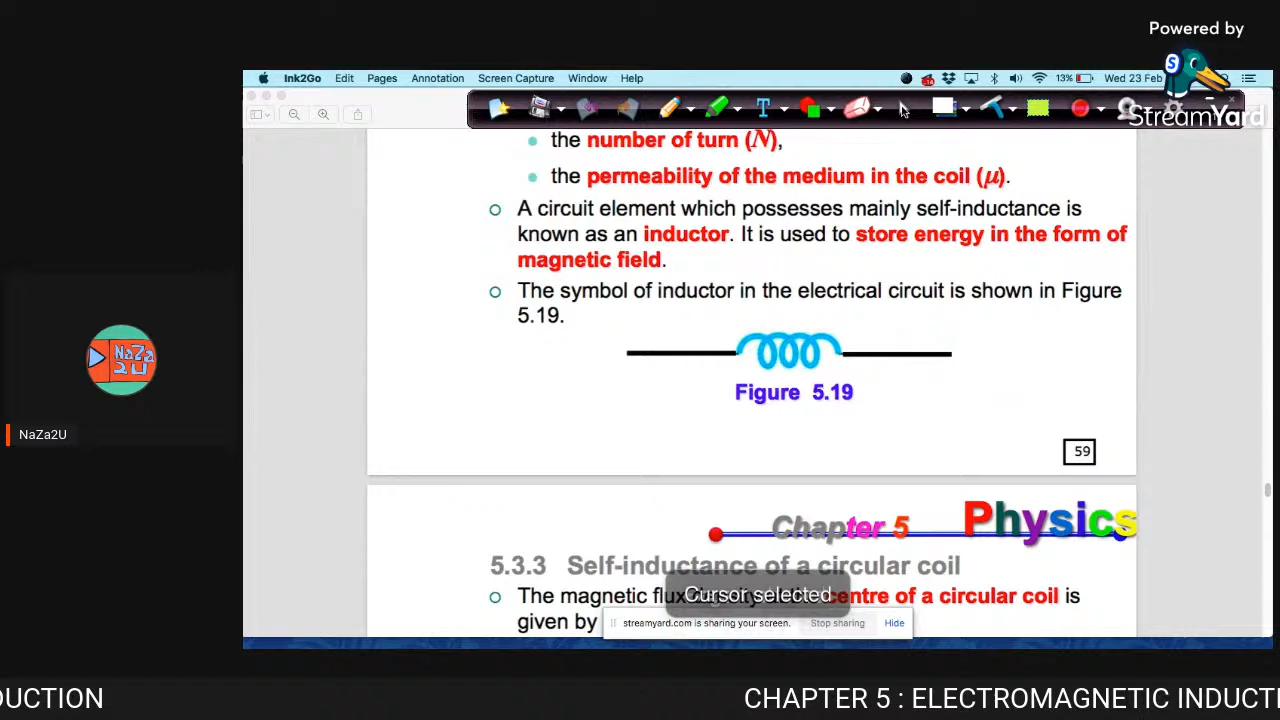 Powered by
StreamYard
Ink2Go Edit Pages Annotation Screen Capture Window Help 13% Wed 23 Feb
the number of turn (N),
the permeability of the medium in the coil (μ).
A circuit element which possesses mainly self-inductance is
known as an inductor. It is used to store energy in the form of
magnetic field.
The symbol of inductor in the electrical circuit is shown in Figure
5.19.
Figure 5.19
NaZa
2U
NaZa2U
59
Chapter 5 Physics
5.3.3 Self-inductance of a circular coil
Cursor selected
The magnetic flux centre of a circular coil is
given by
streamyard.com is sharing your screen. Stop sharing Hide
DUCTION CHAPTER 5 : ELECTROMAGNETIC INDUCTI